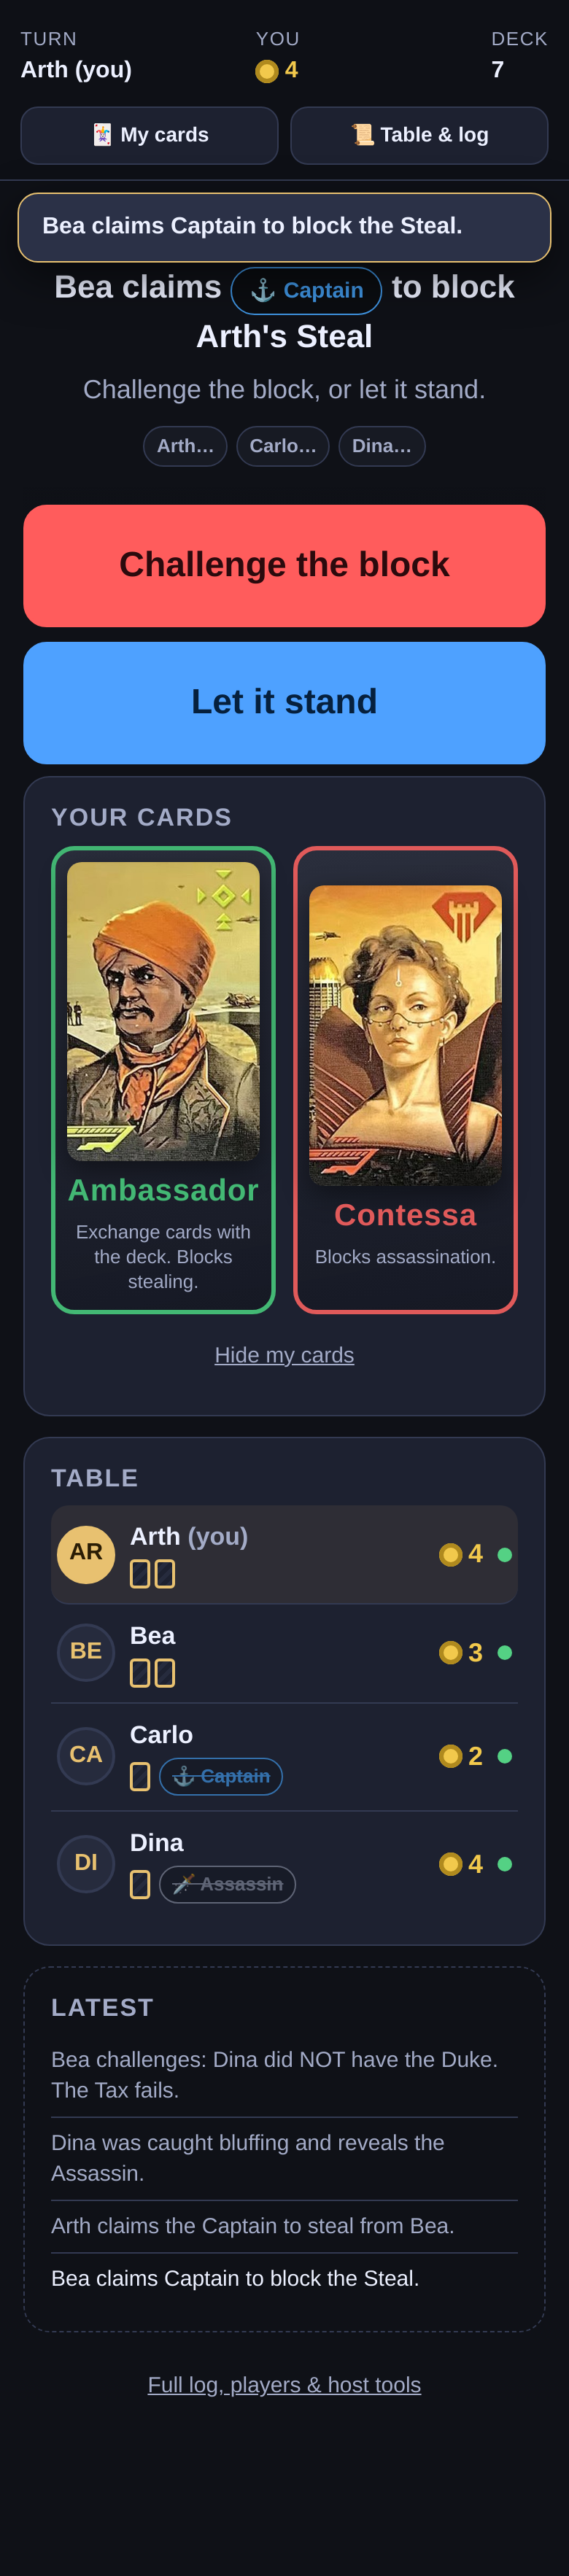 TURN YOU DECK
Arth (you) 4 7
🃏 My cards 📜 Table & log
Bea claims Captain to block the Steal.
Bea claims ⚓ Captain to block
Arth's Steal
Challenge the block, or let it stand.
Arth… Carlo… Dina…
Challenge the block
Let it stand
YOUR CARDS
Ambassador
Exchange cards with
the deck. Blocks
stealing.
Contessa
Blocks assassination.
Hide my cards
TABLE
AR Arth (you) 4
BE Bea 3
CA Carlo 2
⚓ Captain
DI Dina 4
🗡️ Assassin
LATEST
Bea challenges: Dina did NOT have the Duke.
The Tax fails.
Dina was caught bluffing and reveals the
Assassin.
Arth claims the Captain to steal from Bea.
Bea claims Captain to block the Steal.
Full log, players & host tools